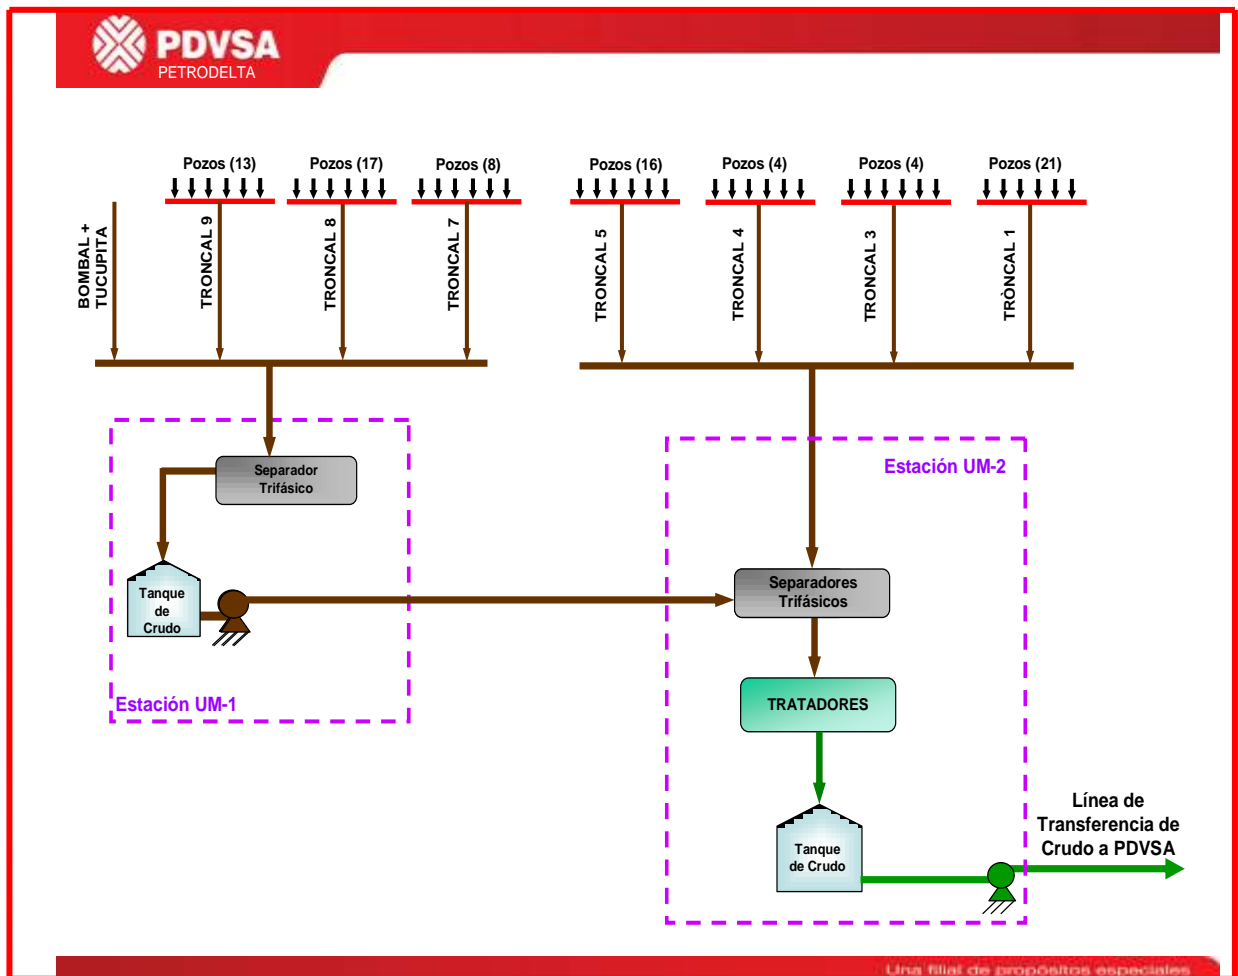 PDVSA
PETRODELTA
Pozos (13)
Pozos (17)
Pozos (8)
Pozos (16)
Pozos (4)
Pozos (4)
Pozos (21)
BOMBAL +
TUCUPITA
TRONCAL 9
TRONCAL 8
TRONCAL 7
TRONCAL 5
TRONCAL 4
TRONCAL 3
TRÒNCAL 1
Separador
Trifásico
Tanque
de
Crudo
Estación UM-1
Estación UM-2
Separadores
Trifásicos
TRATADORES
Tanque
de Crudo
Línea de
Transferencia de
Crudo a PDVSA
Una filial de propósitos especiales